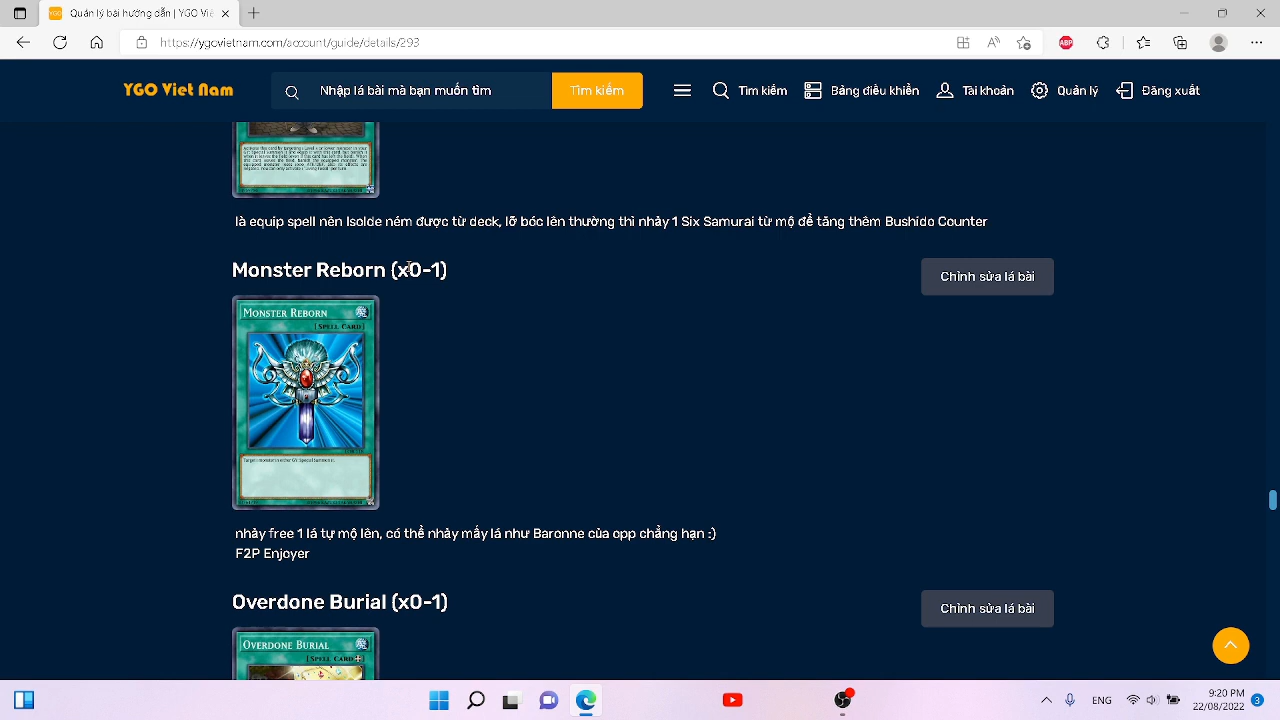 Quản lý bài hướng dẫn | YGO Viế
https://ygovietnam.com/account/guide/details/293
ABP
YGO Viet Nam
Nhập lá bài mà bạn muốn tìm
Tìm kiếm
Tìm kiếm
Bảng điều khiển
Tài khoản
Quản lý
Đăng xuất
là equip spell nên Isolde ném được từ deck, lỡ bóc lên thường thì nhảy 1 Six Samurai từ mộ để tăng thêm Bushido Counter
Monster Reborn (x0-1)
Chỉnh sửa lá bài
Monster Reborn
[Spell Card]
nhảy free 1 lá tự mộ lên, có thể nhảy mấy lá như Baronne của opp chẳng hạn :)
F2P Enjoyer
Overdone Burial (x0-1)
Chỉnh sửa lá bài
Overdone Burial
[Spell Card]
ENG
8:20 PM
22/08/2022
3